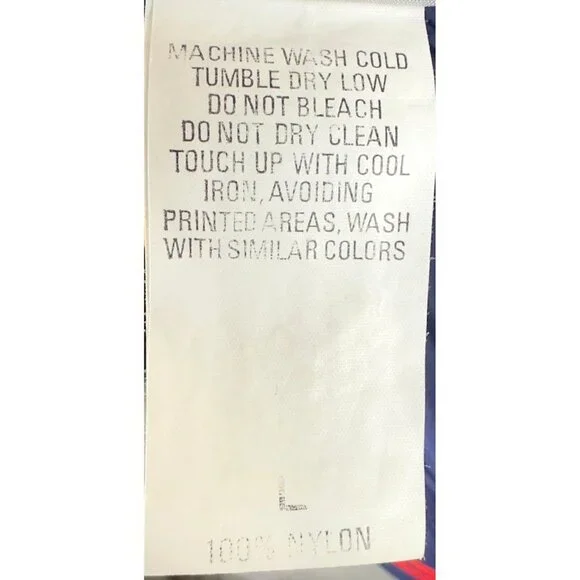 MACHINE WASH COLD
TUMBLE DRY LOW
DO NOT BLEACH
DO NOT DRY CLEAN
TOUCH UP WITH COOL
IRON, AVOIDING
PRINTED AREAS, WASH
WITH SIMILAR COLORS
L
100% NYLON